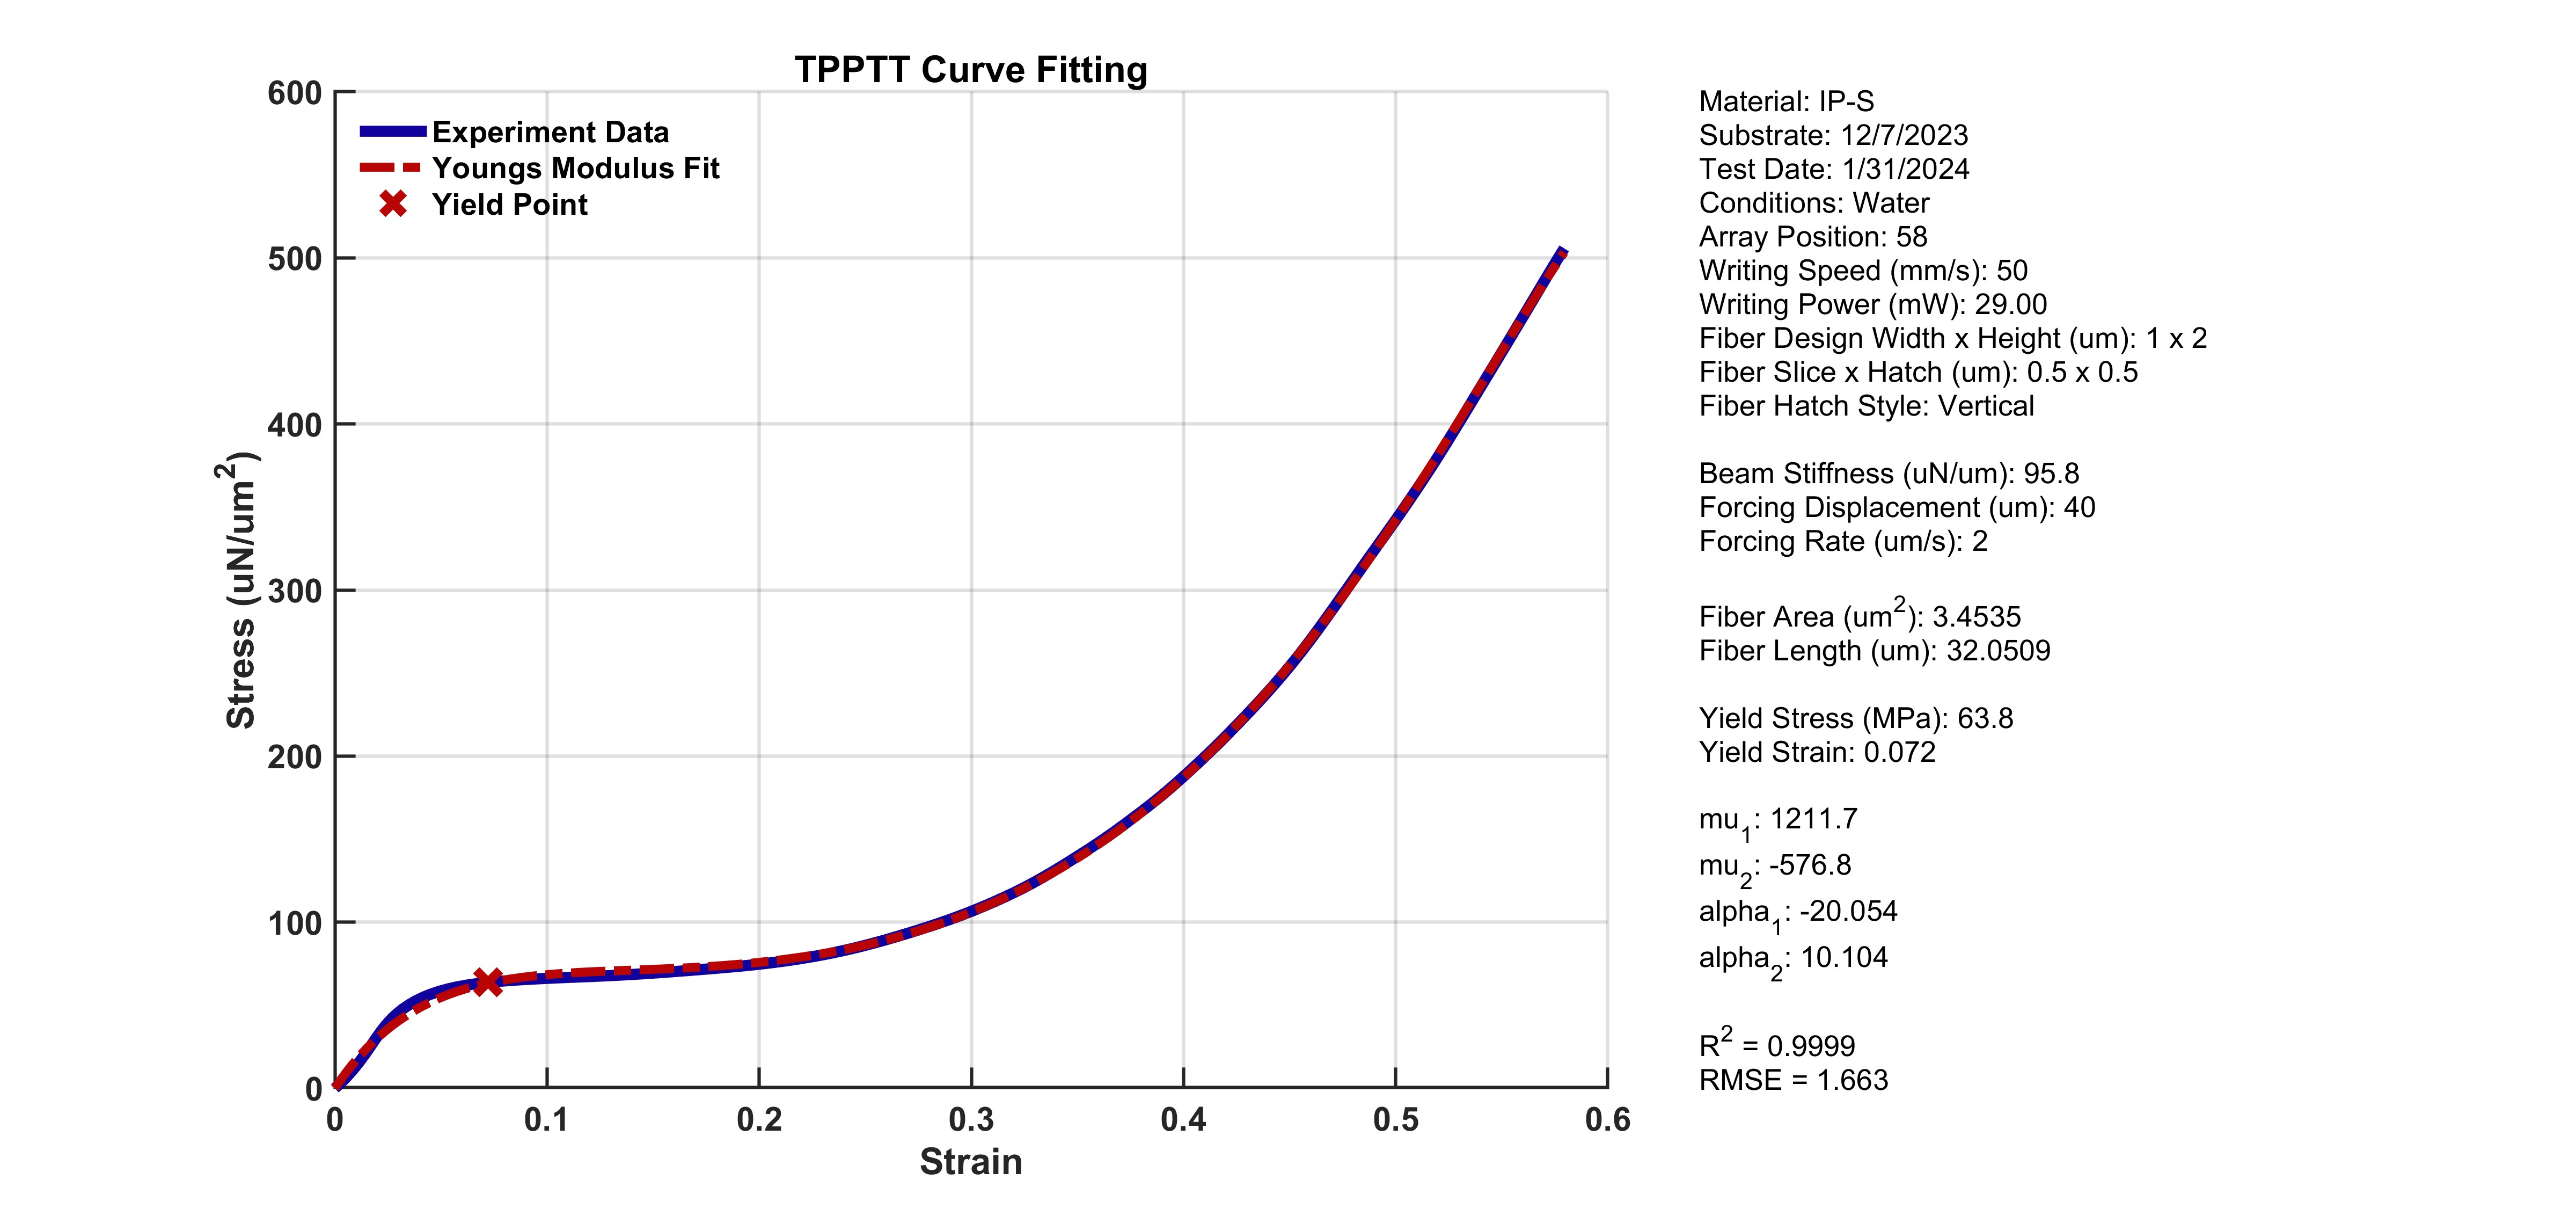 TPPTT Curve Fitting
600
500
400
300
200
100
0
Stress (uN/um²)
Experiment Data
Youngs Modulus Fit
Yield Point
0 0.1 0.2 0.3 0.4 0.5 0.6
Strain
Material: IP-S
Substrate: 12/7/2023
Test Date: 1/31/2024
Conditions: Water
Array Position: 58
Writing Speed (mm/s): 50
Writing Power (mW): 29.00
Fiber Design Width x Height (um): 1 x 2
Fiber Slice x Hatch (um): 0.5 x 0.5
Fiber Hatch Style: Vertical
Beam Stiffness (uN/um): 95.8
Forcing Displacement (um): 40
Forcing Rate (um/s): 2
Fiber Area (um²): 3.4535
Fiber Length (um): 32.0509
Yield Stress (MPa): 63.8
Yield Strain: 0.072
mu₁: 1211.7
mu₂: -576.8
alpha₁: -20.054
alpha₂: 10.104
R² = 0.9999
RMSE = 1.663